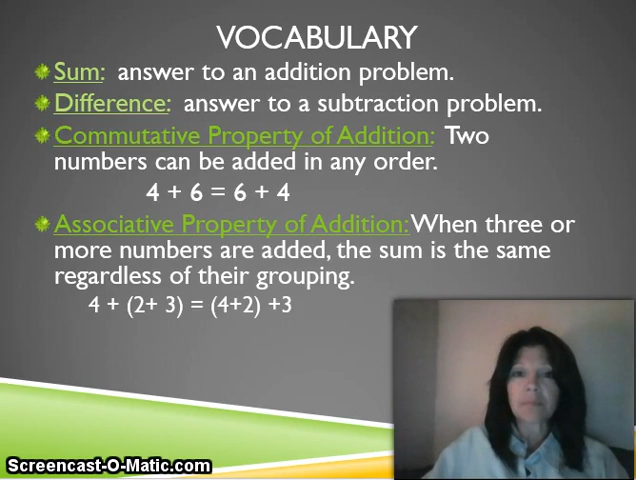 VOCABULARY
Sum: answer to an addition problem.
Difference: answer to a subtraction problem.
Commutative Property of Addition: Two
numbers can be added in any order.
4 + 6 = 6 + 4
Associative Property of Addition: When three or
more numbers are added, the sum is the same
regardless of their grouping.
4 + (2+ 3) = (4+2) +3
Screencast-O-Matic.com